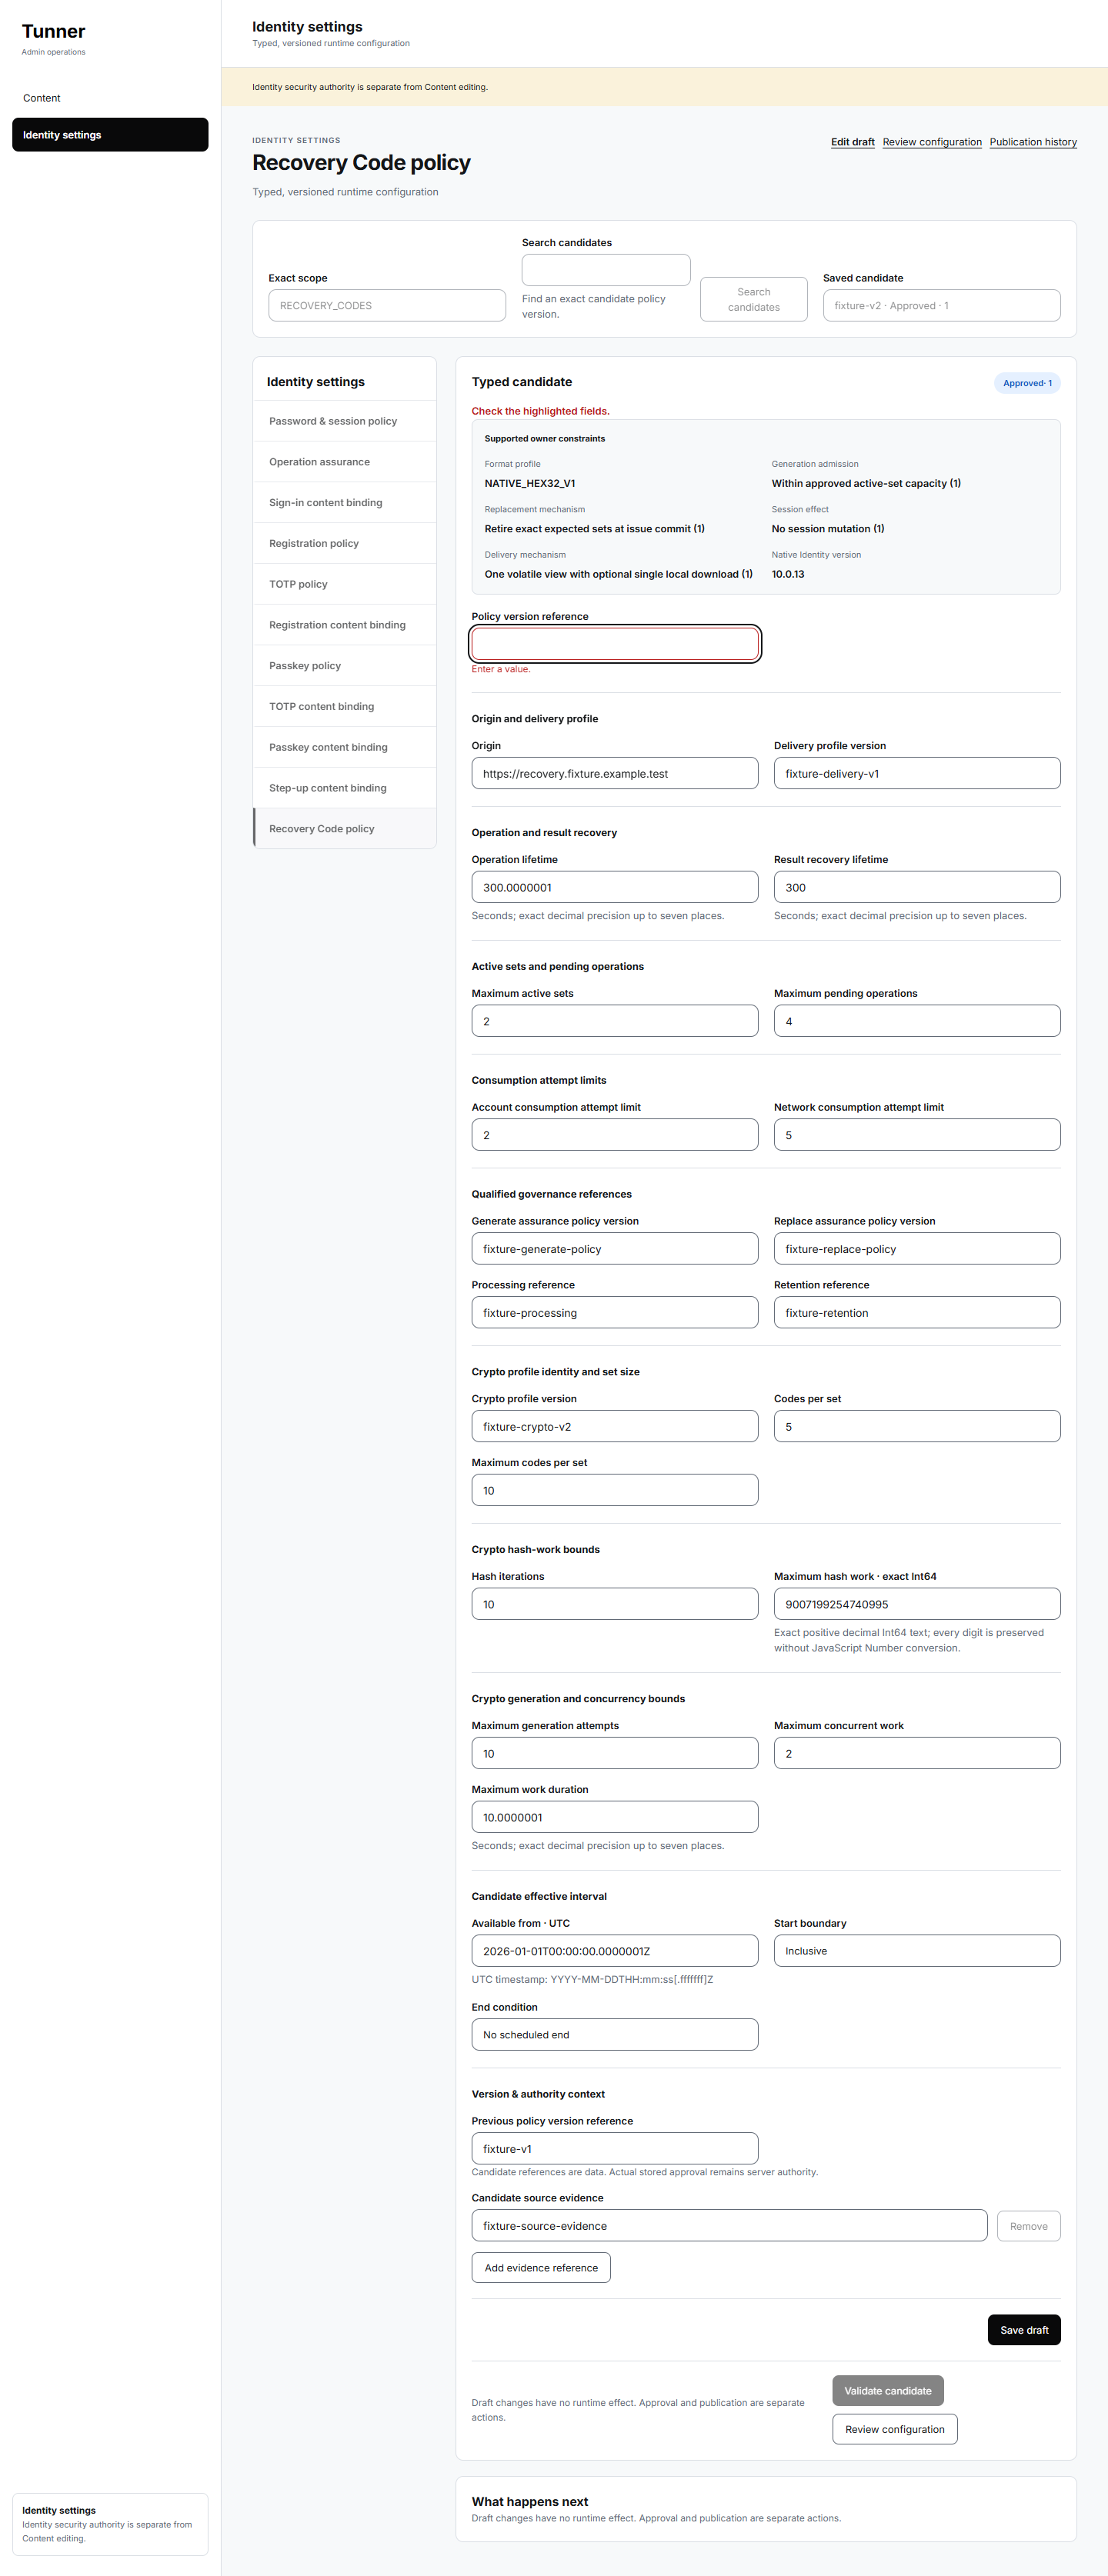 Tunner
Admin operations
Content
Identity settings
Identity settings
Typed, versioned runtime configuration
Identity security authority is separate from Content editing.
IDENTITY SETTINGS
Recovery Code policy
Typed, versioned runtime configuration
Edit draft Review configuration Publication history
Exact scope
RECOVERY_CODES
Search candidates
Find an exact candidate policy
version.
Search
candidates
Saved candidate
fixture-v2 · Approved · 1
Identity settings
Password & session policy
Operation assurance
Sign-in content binding
Registration policy
TOTP policy
Registration content binding
Passkey policy
TOTP content binding
Passkey content binding
Step-up content binding
Recovery Code policy
Typed candidate
Approved· 1
Check the highlighted fields.
Supported owner constraints
Format profile
NATIVE_HEX32_V1
Generation admission
Within approved active-set capacity (1)
Replacement mechanism
Retire exact expected sets at issue commit (1)
Session effect
No session mutation (1)
Delivery mechanism
One volatile view with optional single local download (1)
Native Identity version
10.0.13
Policy version reference
Enter a value.
Origin and delivery profile
Origin
https://recovery.fixture.example.test
Delivery profile version
fixture-delivery-v1
Operation and result recovery
Operation lifetime
300.0000001
Seconds; exact decimal precision up to seven places.
Result recovery lifetime
300
Seconds; exact decimal precision up to seven places.
Active sets and pending operations
Maximum active sets
2
Maximum pending operations
4
Consumption attempt limits
Account consumption attempt limit
2
Network consumption attempt limit
5
Qualified governance references
Generate assurance policy version
fixture-generate-policy
Replace assurance policy version
fixture-replace-policy
Processing reference
fixture-processing
Retention reference
fixture-retention
Crypto profile identity and set size
Crypto profile version
fixture-crypto-v2
Codes per set
5
Maximum codes per set
10
Crypto hash-work bounds
Hash iterations
10
Maximum hash work · exact Int64
9007199254740995
Exact positive decimal Int64 text; every digit is preserved
without JavaScript Number conversion.
Crypto generation and concurrency bounds
Maximum generation attempts
10
Maximum concurrent work
2
Maximum work duration
10.0000001
Seconds; exact decimal precision up to seven places.
Candidate effective interval
Available from · UTC
2026-01-01T00:00:00.0000001Z
UTC timestamp: YYYY-MM-DDTHH:mm:ss[.fffffff]Z
Start boundary
Inclusive
End condition
No scheduled end
Version & authority context
Previous policy version reference
fixture-v1
Candidate references are data. Actual stored approval remains server authority.
Candidate source evidence
fixture-source-evidence
Remove
Add evidence reference
Save draft
Draft changes have no runtime effect. Approval and publication are separate
actions.
Validate candidate
Review configuration
What happens next
Draft changes have no runtime effect. Approval and publication are separate actions.
Identity settings
Identity security authority is separate from
Content editing.